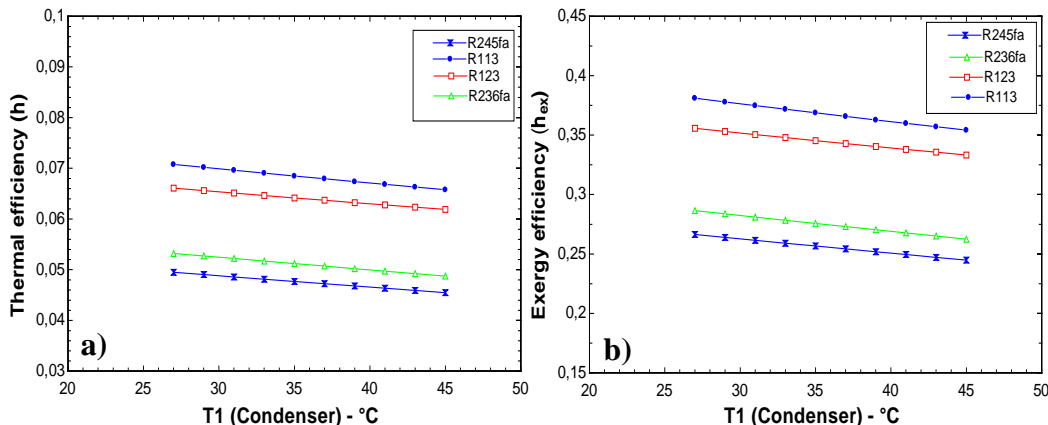 0,1
0,09
0,08
0,07
0,06
0,05
0,04
0,03
Thermal efficiency (h)
R245fa
R113
R123
R236fa
a)
20 25 30 35 40 45 50
T1 (Condenser) - °C
0,45
0,4
0,35
0,3
0,25
0,2
0,15
Exergy efficiency (hex)
R245fa
R236fa
R123
R113
b)
20 25 30 35 40 45 50
T1 (Condenser) - °C